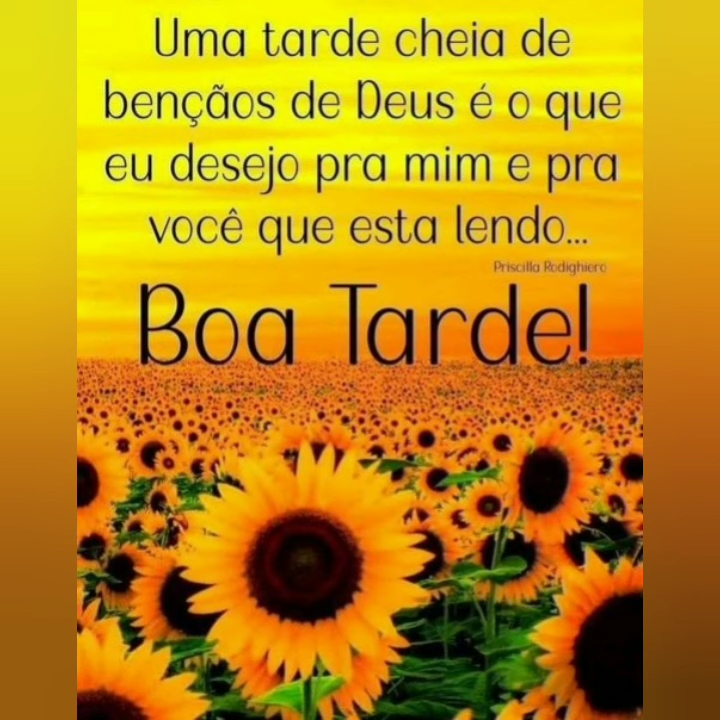 Uma tarde cheia de
bençãos de Deus é o que
eu desejo pra mim e pra
você que esta lendo...
Priscilla Rodighiero
Boa Tarde!